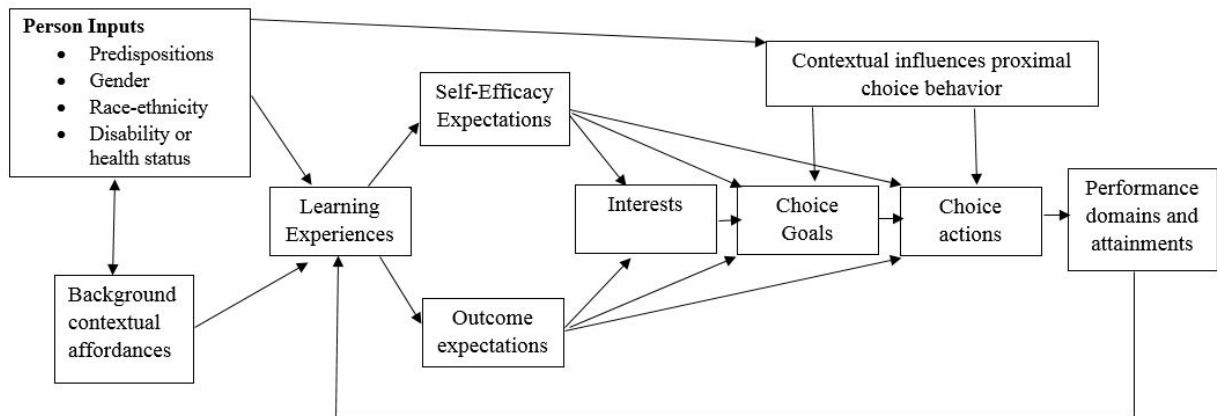 Person Inputs
• Predispositions
• Gender
• Race-ethnicity
• Disability or
health status
Contextual influences proximal
choice behavior
Self-Efficacy
Expectations
Learning
Experiences
Interests
Choice
Goals
Choice
actions
Performance
domains and
attainments
Background
contextual
affordances
Outcome
expectations